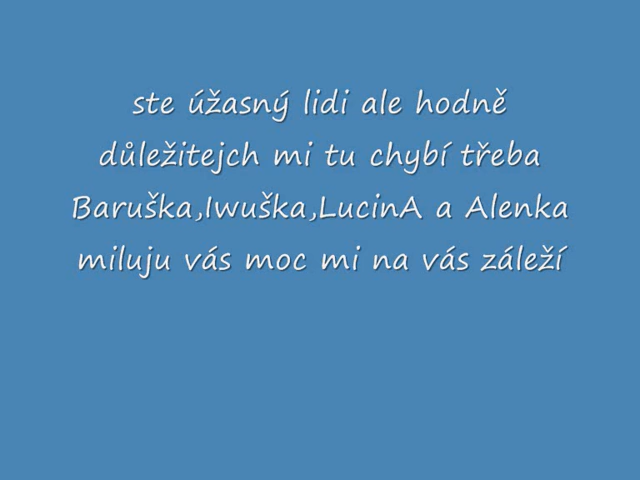 ste úžasný lidi ale hodně
důležitejch mi tu chybí třeba
Baruška,Iwuška,LucinA a Alenka
miluju vás moc mi na vás záleží